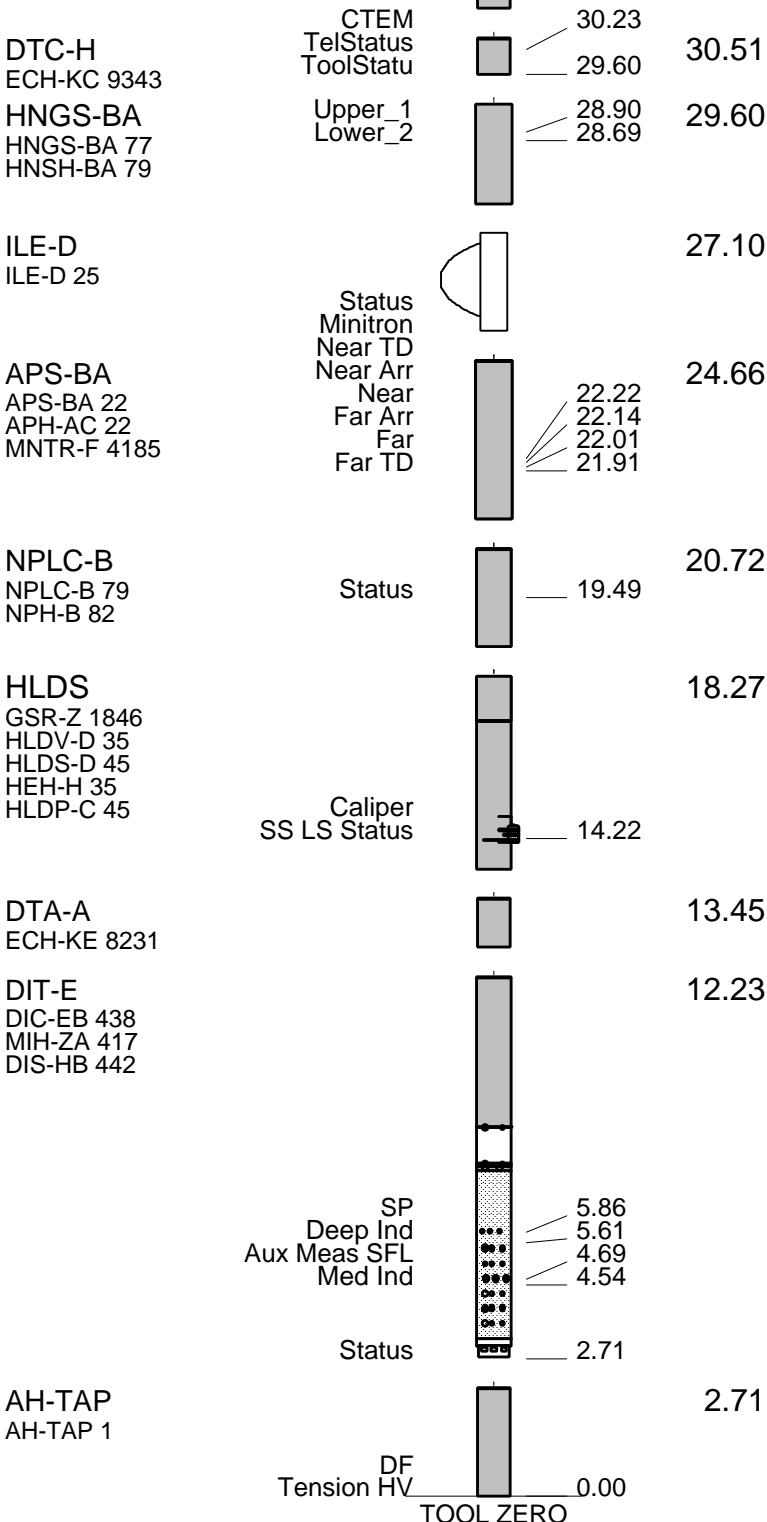 CTEM 30.23
DTC-H TelStatus 30.51
ECH-KC 9343 ToolStatu 29.60
HNGS-BA Upper_1 28.90 29.60
HNGS-BA 77 Lower_2 28.69
HNSH-BA 79
ILE-D 27.10
ILE-D 25
Status
Minitron
Near TD
APS-BA Near Arr 24.66
APS-BA 22 Near 22.22
APH-AC 22 Far Arr 22.14
MNTR-F 4185 Far 22.01
Far TD 21.91
NPLC-B 20.72
NPLC-B 79 Status 19.49
NPH-B 82
HLDS 18.27
GSR-Z 1846
HLDV-D 35
HLDS-D 45
HEH-H 35
HLDP-C 45 Caliper
SS LS Status 14.22
DTA-A 13.45
ECH-KE 8231
DIT-E 12.23
DIC-EB 438
MIH-ZA 417
DIS-HB 442
SP 5.86
Deep Ind 5.61
Aux Meas SFL 4.69
Med Ind 4.54
Status 2.71
AH-TAP 2.71
AH-TAP 1
DF
Tension HV 0.00
TOOL ZERO